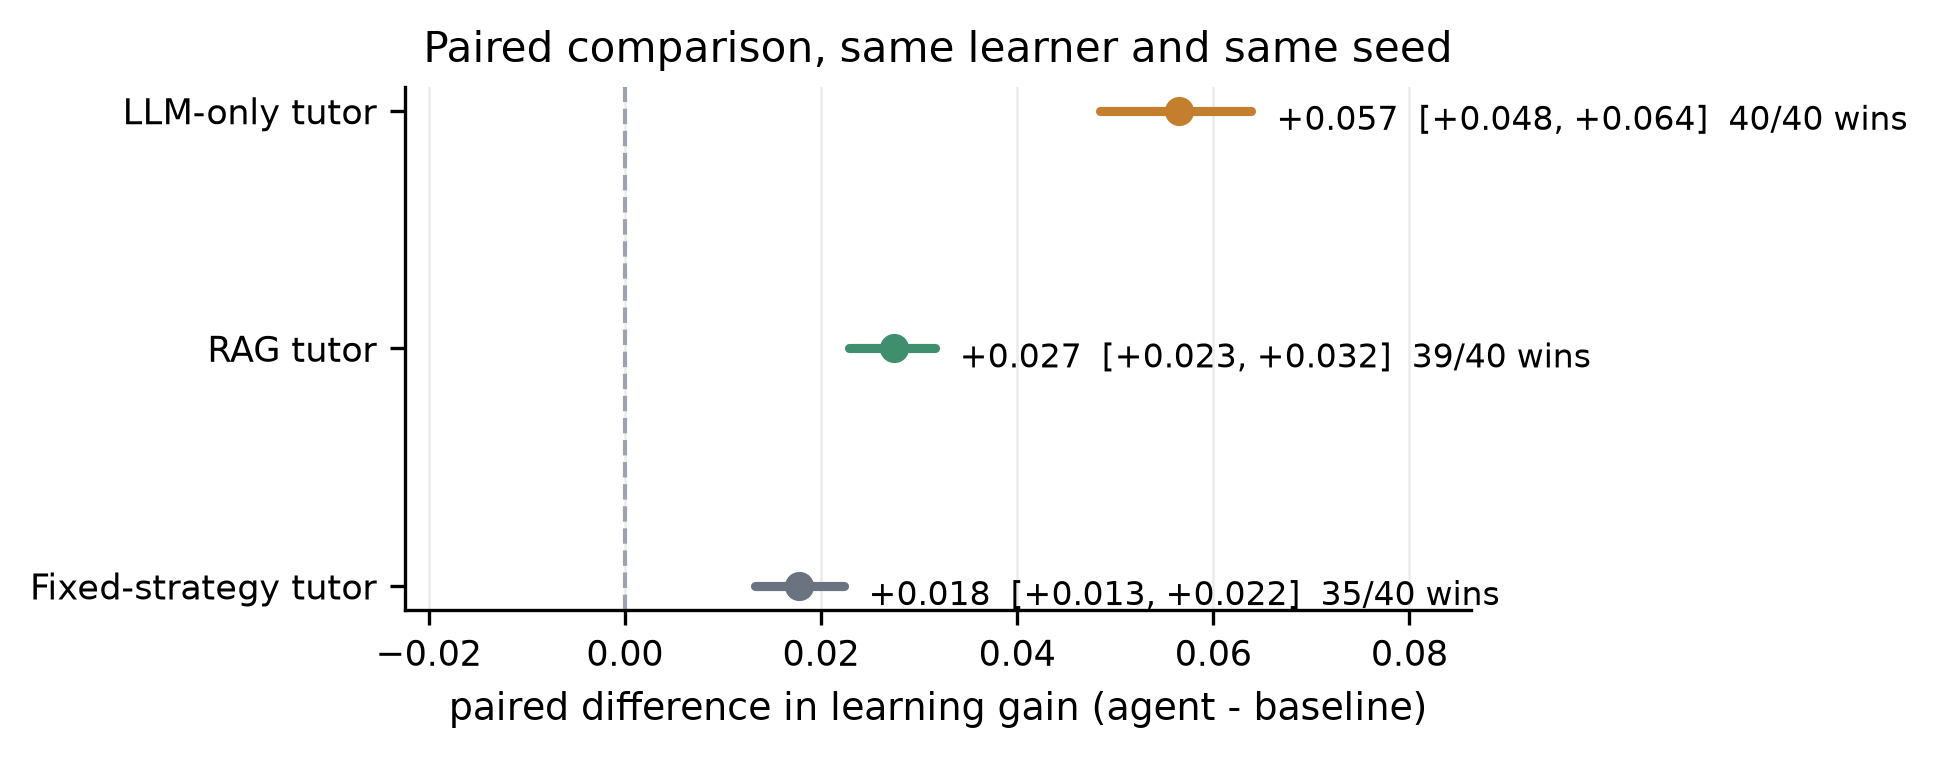 Paired comparison, same learner and same seed
LLM-only tutor
+0.057 [+0.048, +0.064] 40/40 wins
RAG tutor
+0.027 [+0.023, +0.032] 39/40 wins
Fixed-strategy tutor
+0.018 [+0.013, +0.022] 35/40 wins
−0.02 0.00 0.02 0.04 0.06 0.08
paired difference in learning gain (agent - baseline)